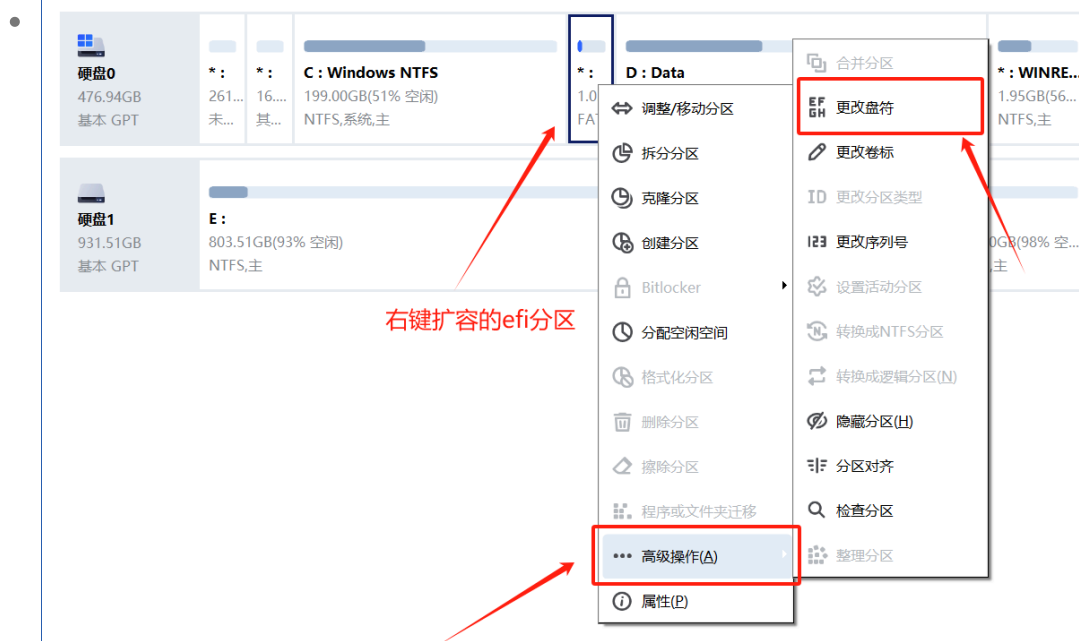 硬盘0
476.94GB
基本 GPT
*:
261...
未...
*:
16....
其...
C : Windows NTFS
199.00GB(51% 空闲)
NTFS,系统,主
*:
1.0
FA
D : Data
*: WINRE...
1.95GB(56...
NTFS,主
硬盘1
931.51GB
基本 GPT
E :
803.51GB(93% 空闲)
NTFS,主
0GB(98% 空...
,主
右键扩容的efi分区
调整/移动分区
拆分分区
克隆分区
创建分区
Bitlocker
分配空闲空间
格式化分区
删除分区
擦除分区
程序或文件夹迁移
高级操作(A)
属性(P)
合并分区
EF
GH
更改盘符
更改卷标
ID 更改分区类型
123 更改序列号
设置活动分区
转换成NTFS分区
转换成逻辑分区(N)
隐藏分区(H)
分区对齐
检查分区
整理分区